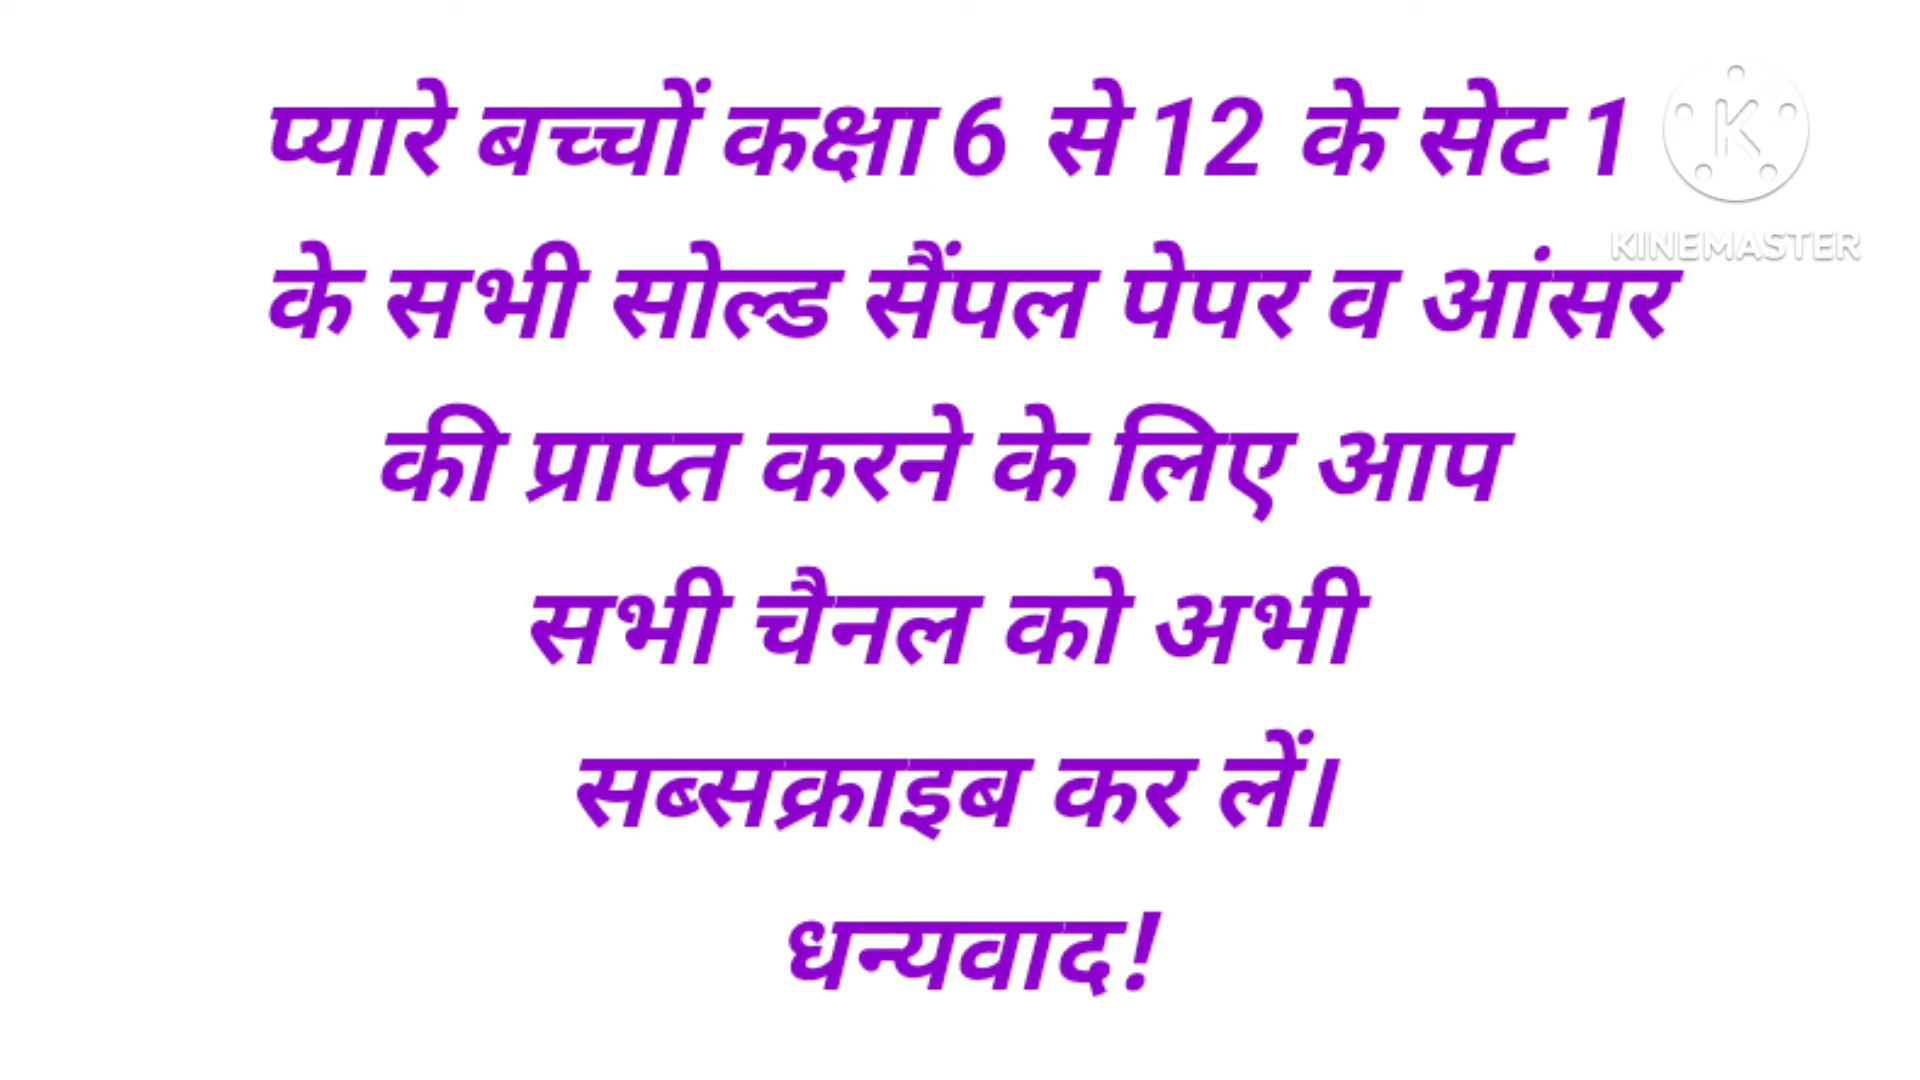 प्यारे बच्चों कक्षा 6 से 12 के सेट 1
K
KINEMASTER
के सभी सोल्ड सैंपल पेपर व आंसर
की प्राप्त करने के लिए आप
सभी चैनल को अभी
सब्सक्राइब कर लें।
धन्यवाद!